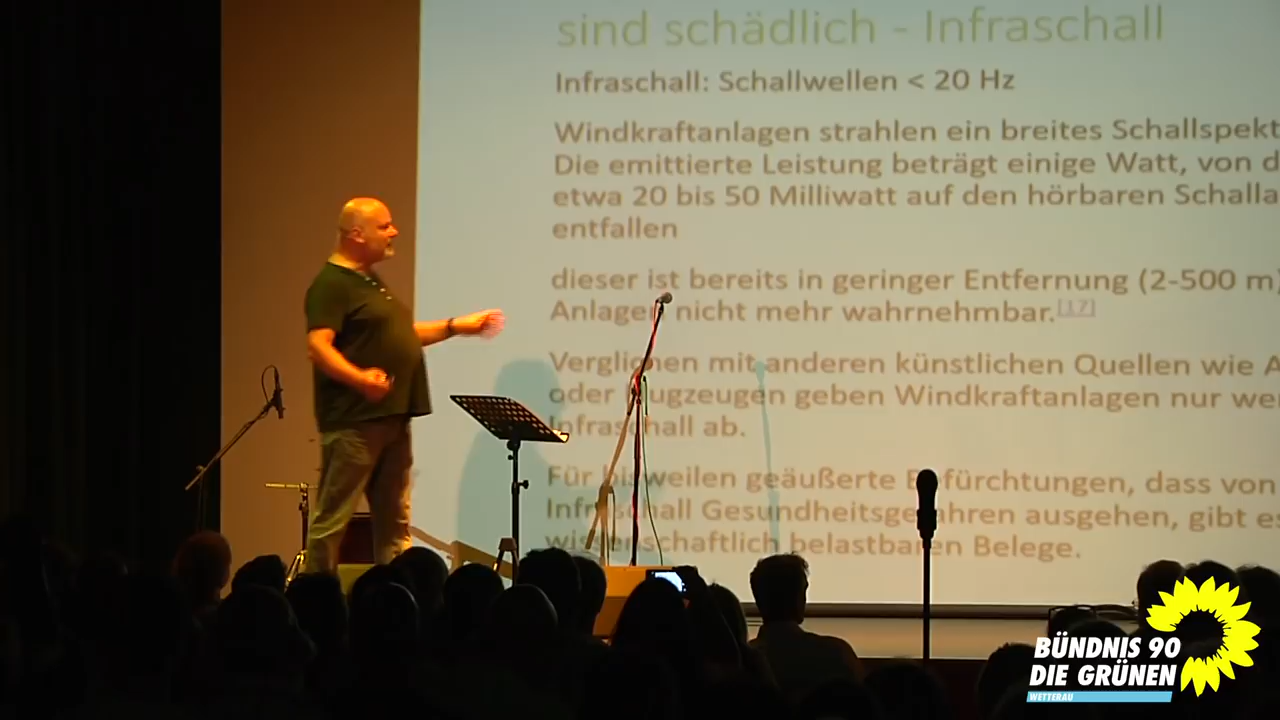 sind schädlich - Infraschall
Infraschall: Schallwellen < 20 Hz
Windkraftanlagen strahlen ein breites Schallspekt
Die emittierte Leistung beträgt einige Watt, von d
etwa 20 bis 50 Milliwatt auf den hörbaren Schalla
entfallen
dieser ist bereits in geringer Entfernung (2-500 m)
Anlagen nicht mehr wahrnehmbar.[17]
Verglichen mit anderen künstlichen Quellen wie A
oder Flugzeugen geben Windkraftanlagen nur we
Infraschall ab.
Für bisweilen geäußerte Befürchtungen, dass von
Infraschall Gesundheitsgefahren ausgehen, gibt es
wissenschaftlich belastbaren Belege.
BÜNDNIS 90
DIE GRÜNEN
WETTERAU